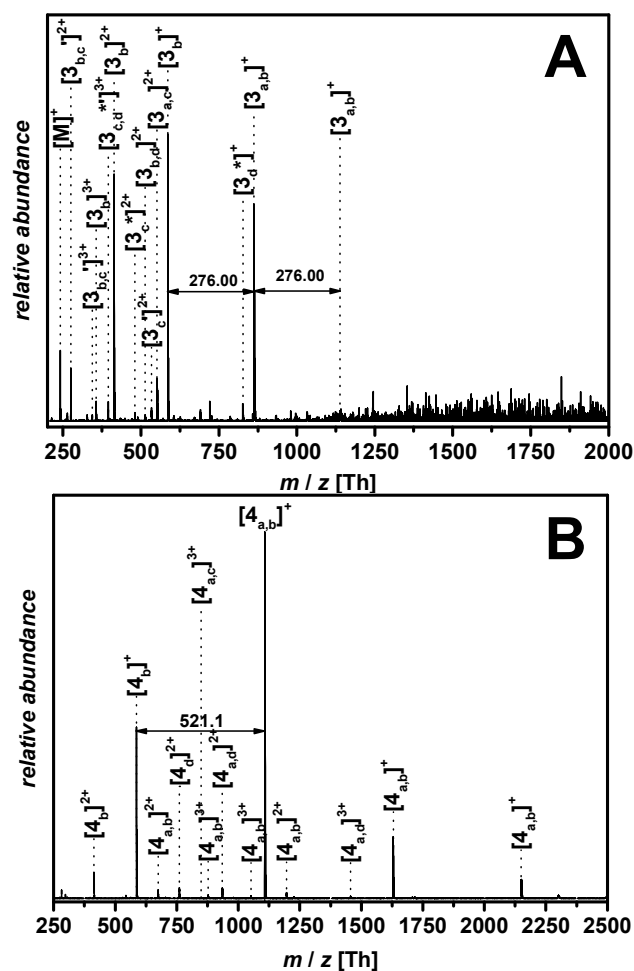 A
relative abundance
[M]⁺
[3b,c']²⁺
[3b,c']³⁺
[3b]³⁺
[3ċ,d*']³⁺
[3b]²⁺
[3c*]²⁺
[3b,d]²⁺
[3ċ']²⁺
[3a,c]²⁺
[3b]⁺
[3d*]⁺
[3a,b]⁺
[3a,b]⁺
276.00
276.00
250 500 750 1000 1250 1500 1750 2000
m / z [Th]
B
relative abundance
[4b]²⁺
[4b]⁺
[4a,b]²⁺
[4d]²⁺
[4a,c]³⁺
[4a,b]³⁺
[4a,d]²⁺
[4a,b]³⁺
[4a,b]⁺
[4a,b]²⁺
[4a,d]³⁺
[4a,b]⁺
[4a,b]⁺
521.1
250 500 750 1000 1250 1500 1750 2000 2250 2500
m / z [Th]